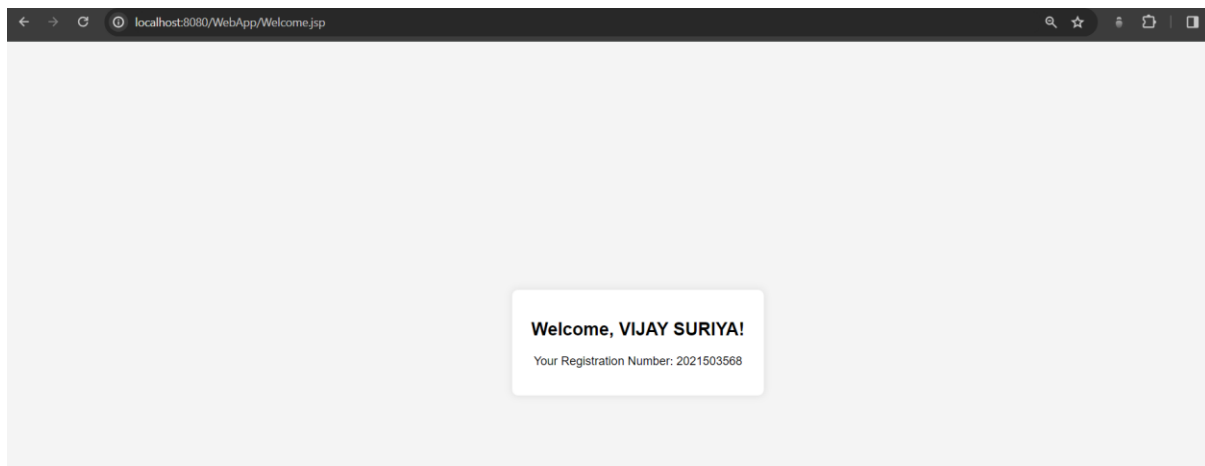 localhost:8080/WebApp/Welcome.jsp
Welcome, VIJAY SURIYA!
Your Registration Number: 2021503568